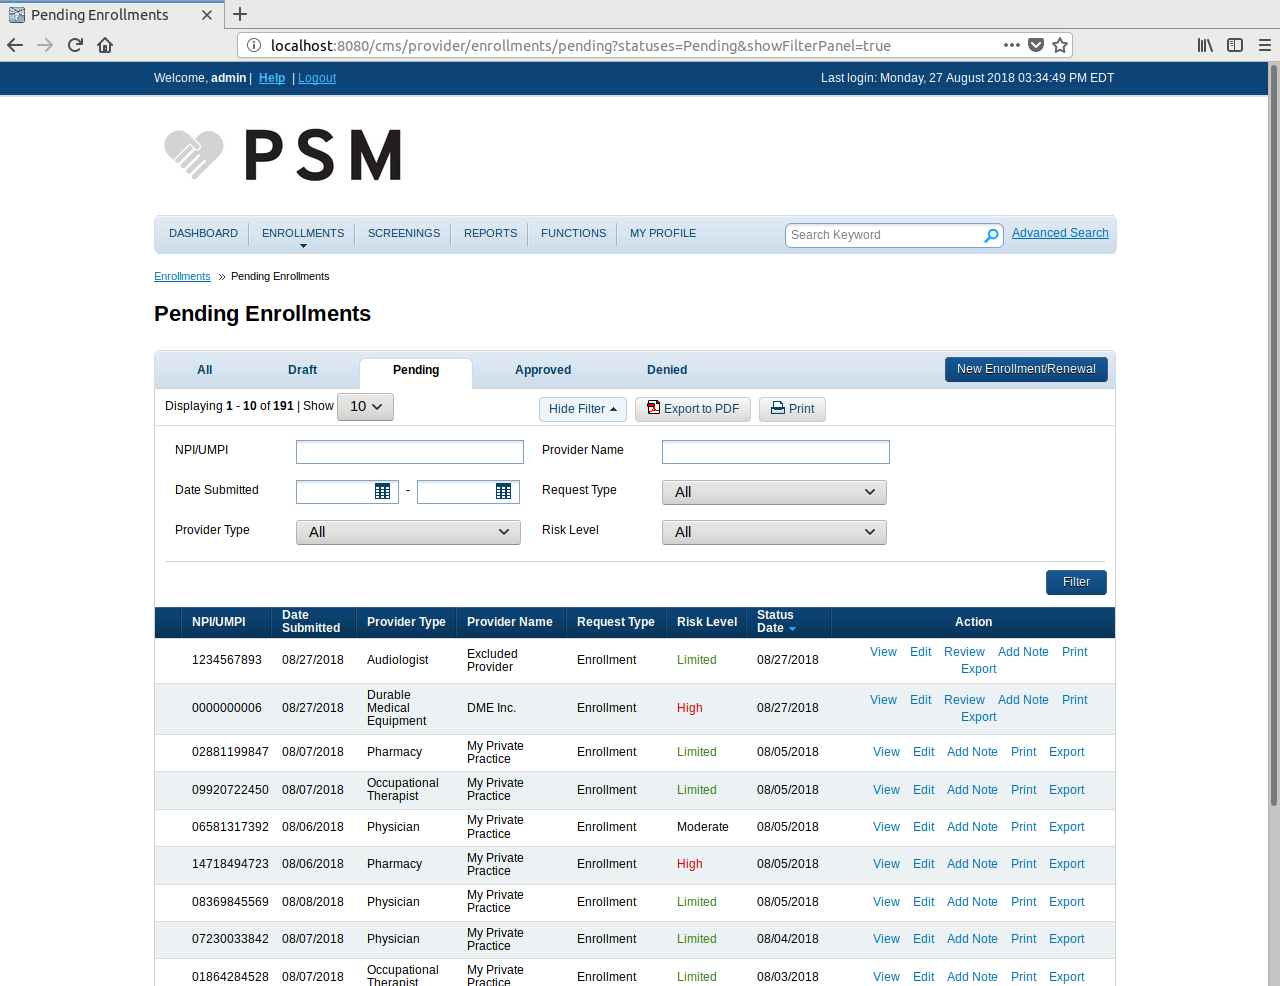 Pending Enrollments
localhost:8080/cms/provider/enrollments/pending?statuses=Pending&showFilterPanel=true
Welcome, admin | Help | Logout Last login: Monday, 27 August 2018 03:34:49 PM EDT
PSM
DASHBOARD ENROLLMENTS SCREENINGS REPORTS FUNCTIONS MY PROFILE Search Keyword Advanced Search
Enrollments » Pending Enrollments
Pending Enrollments
All Draft Pending Approved Denied New Enrollment/Renewal
Displaying 1 - 10 of 191 | Show 10 Hide Filter Export to PDF Print
NPI/UMPI Provider Name
Date Submitted - Request Type All
Provider Type All Risk Level All
Filter
NPI/UMPI Date Submitted Provider Type Provider Name Request Type Risk Level Status Date Action
1234567893 08/27/2018 Audiologist Excluded Provider Enrollment Limited 08/27/2018 View Edit Review Add Note Print Export
0000000006 08/27/2018 Durable Medical Equipment DME Inc. Enrollment High 08/27/2018 View Edit Review Add Note Print Export
02881199847 08/07/2018 Pharmacy My Private Practice Enrollment Limited 08/05/2018 View Edit Add Note Print Export
09920722450 08/07/2018 Occupational Therapist My Private Practice Enrollment Limited 08/05/2018 View Edit Add Note Print Export
06581317392 08/06/2018 Physician My Private Practice Enrollment Moderate 08/05/2018 View Edit Add Note Print Export
14718494723 08/06/2018 Pharmacy My Private Practice Enrollment High 08/05/2018 View Edit Add Note Print Export
08369845569 08/08/2018 Physician My Private Practice Enrollment Limited 08/05/2018 View Edit Add Note Print Export
07230033842 08/07/2018 Physician My Private Practice Enrollment Limited 08/04/2018 View Edit Add Note Print Export
01864284528 08/07/2018 Occupational Therapist My Private Practice Enrollment Limited 08/03/2018 View Edit Add Note Print Export